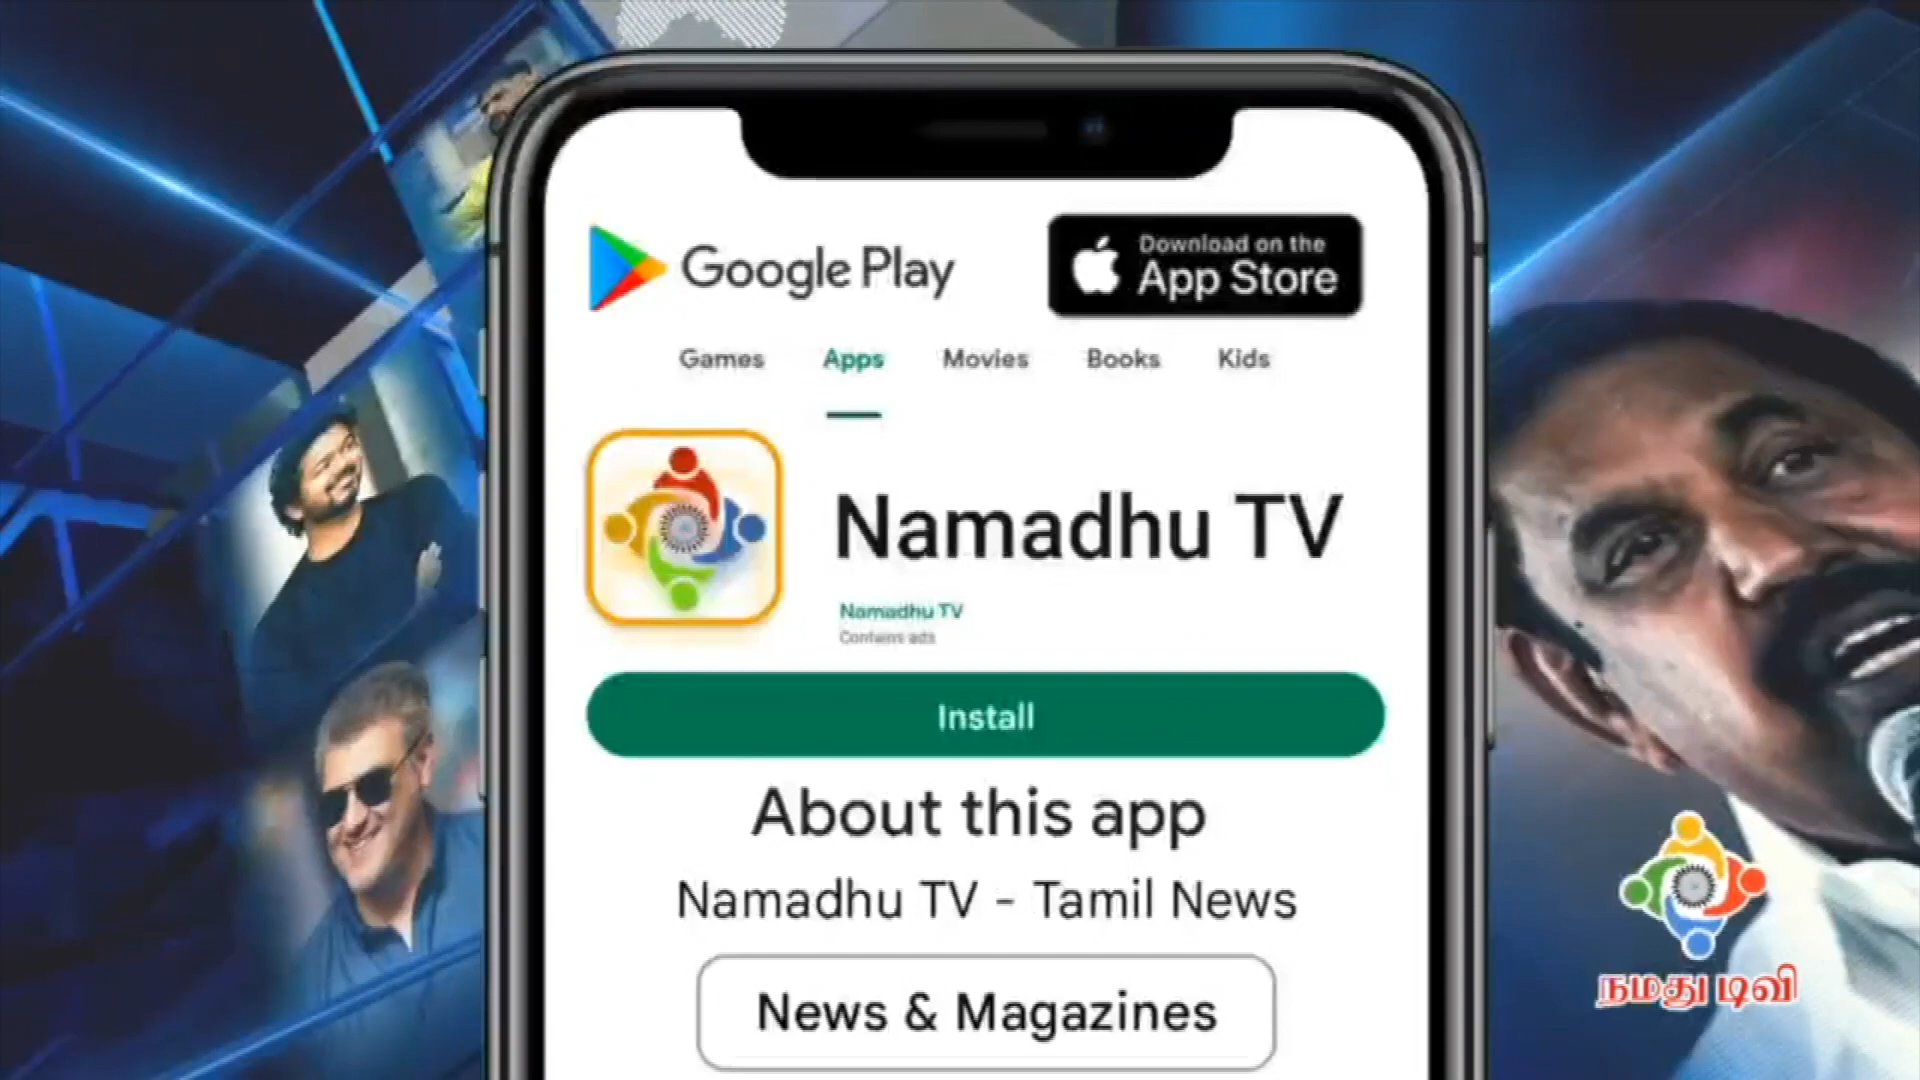 Google Play
Download on the
App Store
Games Apps Movies Books Kids
Namadhu TV
Namadhu TV
Contains ads
Install
About this app
Namadhu TV - Tamil News
News & Magazines
நமது டிவி